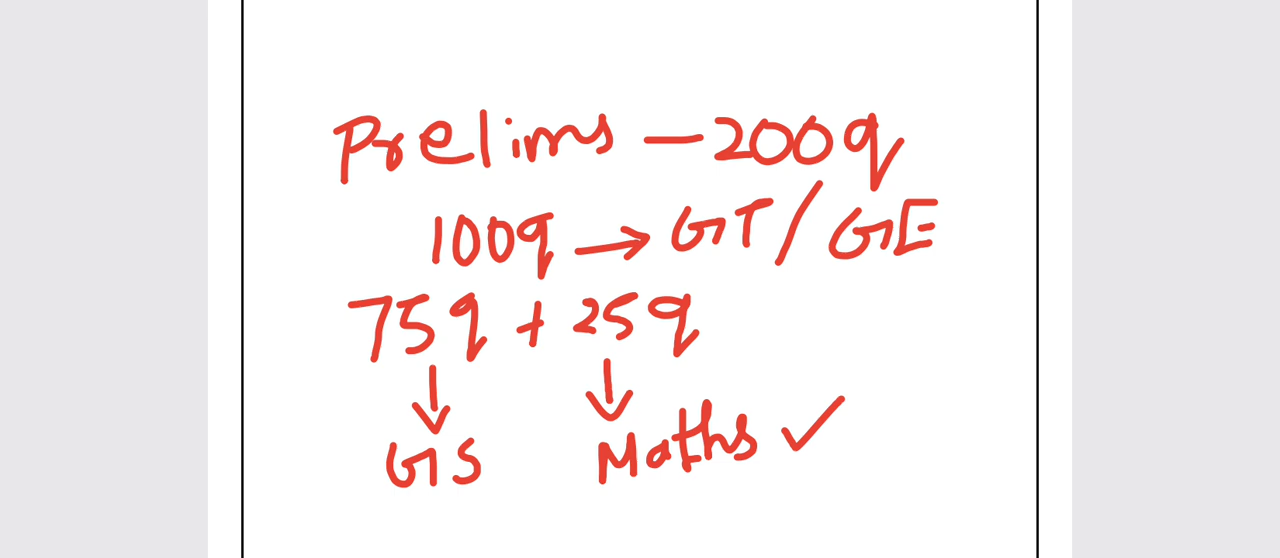 Prelims - 200q
100q → GT/GE
75q + 25q
↓ ↓
GS Maths ✓